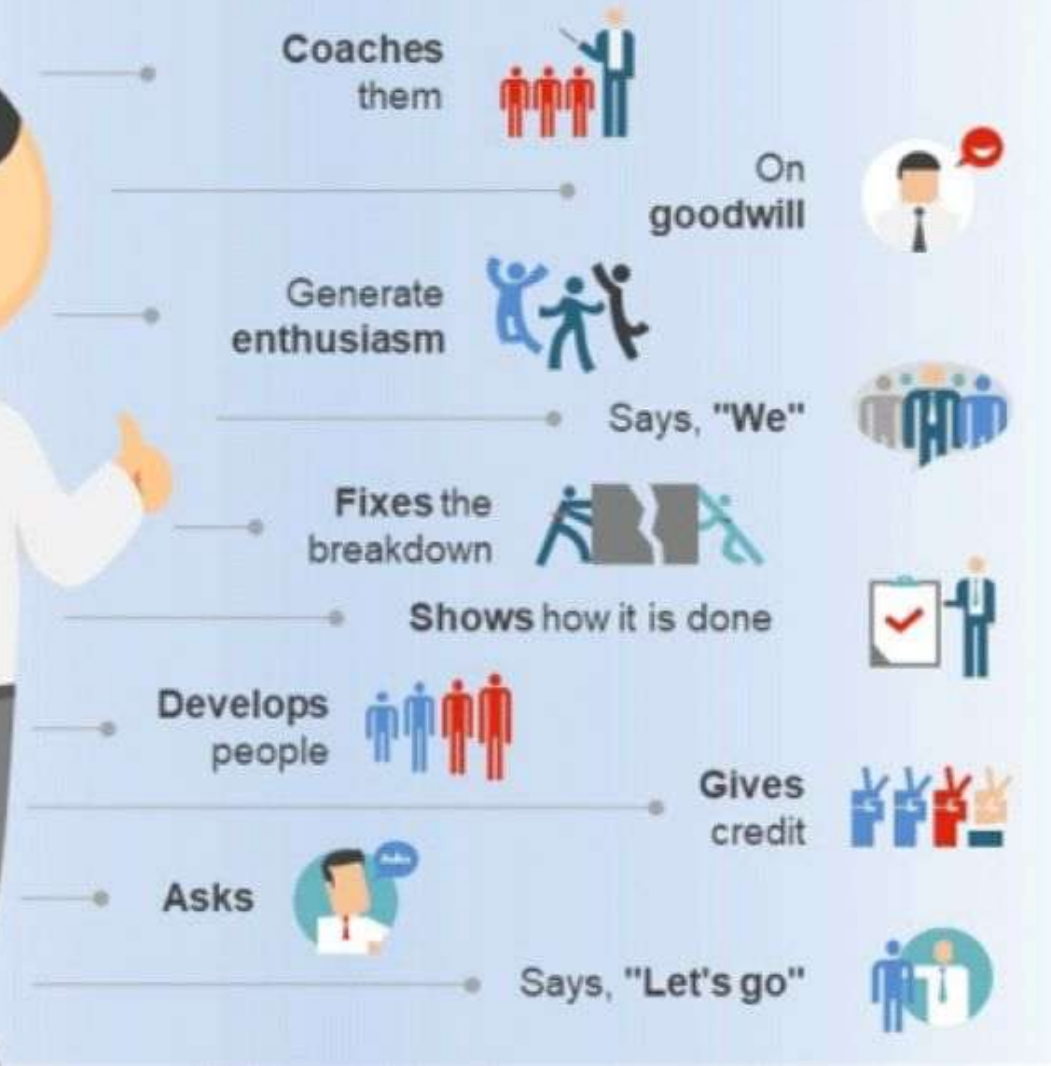 Coaches
them
On
goodwill
Generate
enthusiasm
Says, "We"
Fixes the
breakdown
Shows how it is done
Develops
people
Gives
credit
Asks
Says, "Let's go"